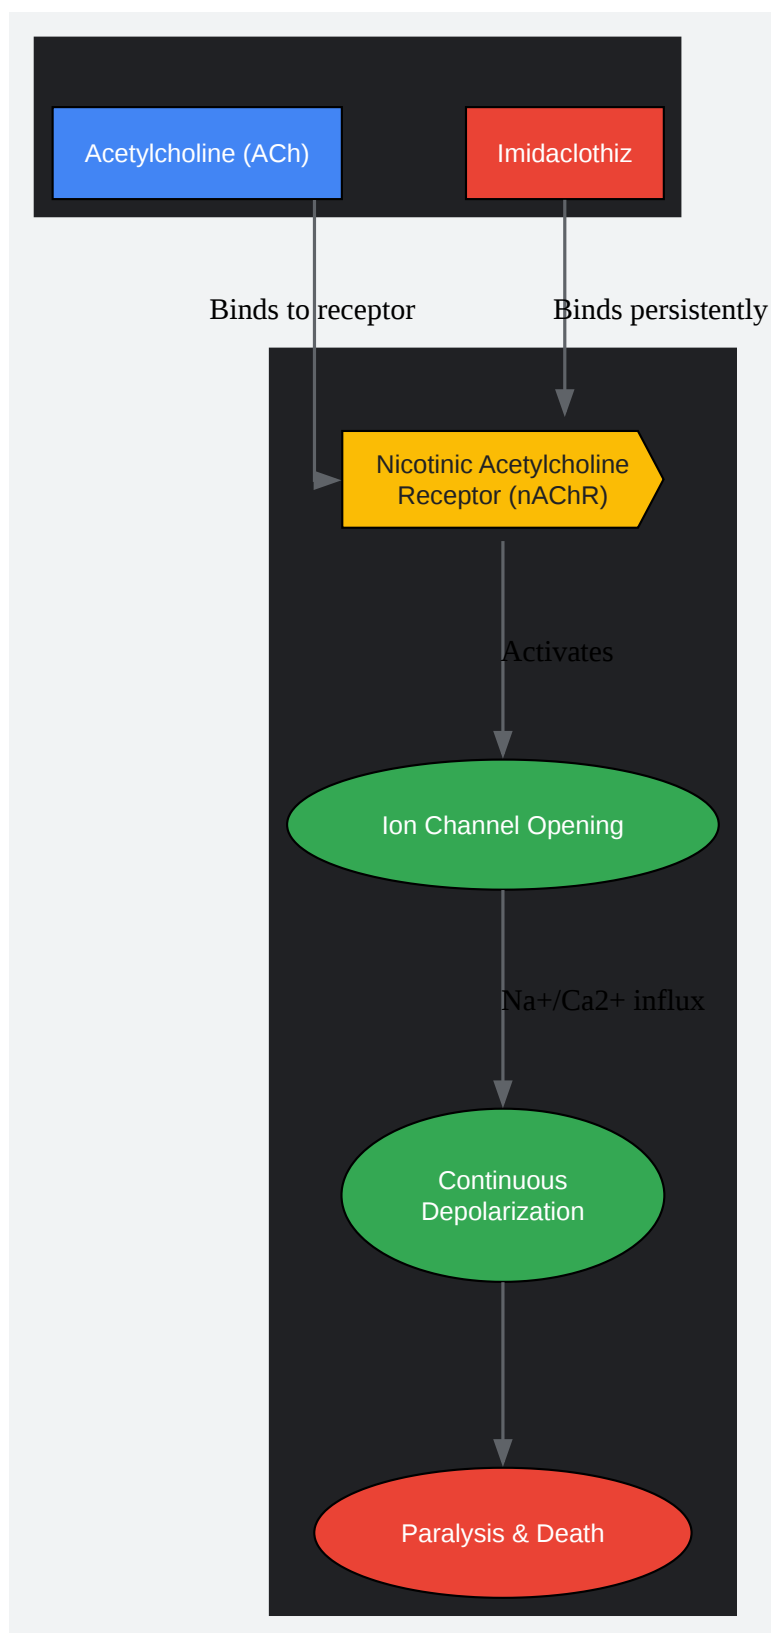 Acetylcholine (ACh)
Imidaclothiz
Binds to receptor
Binds persistently
Nicotinic Acetylcholine
Receptor (nAChR)
Activates
Ion Channel Opening
Na+/Ca2+ influx
Continuous
Depolarization
Paralysis & Death